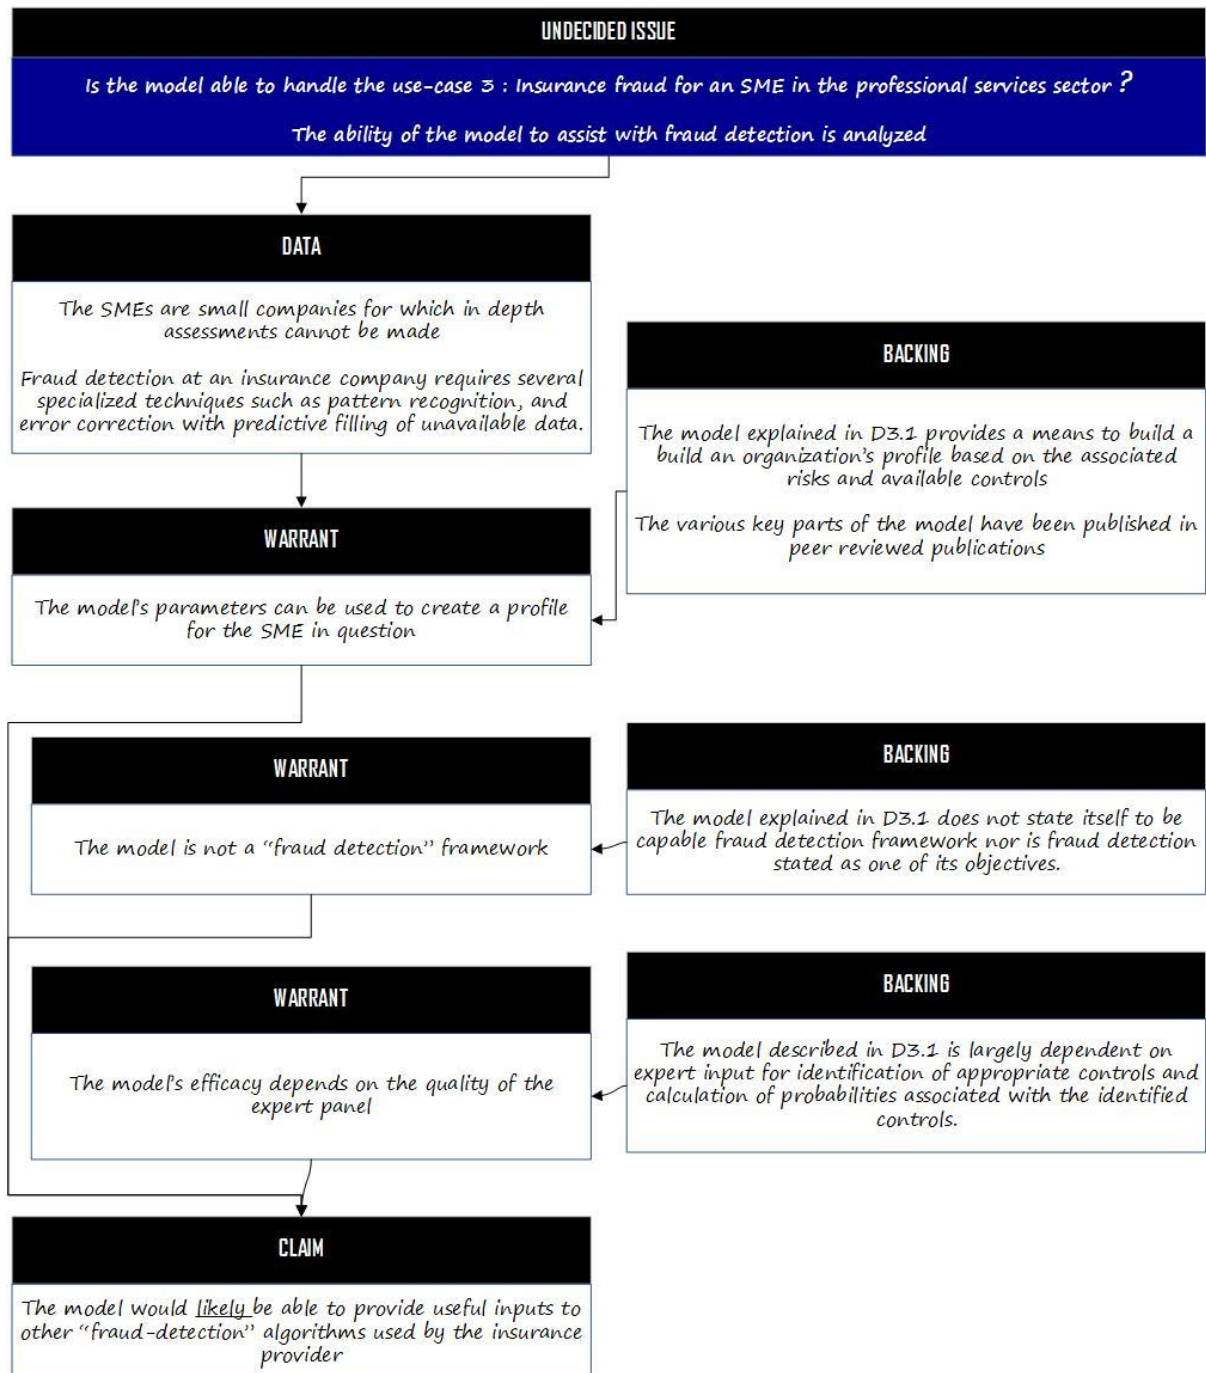 UNDECIDED ISSUE
Is the model able to handle the use-case 3 : Insurance fraud for an SME in the professional services sector ?
The ability of the model to assist with fraud detection is analyzed
DATA
The SMEs are small companies for which in depth
assessments cannot be made
Fraud detection at an insurance company requires several
specialized techniques such as pattern recognition, and
error correction with predictive filling of unavailable data.
BACKING
The model explained in D3.1 provides a means to build a
build an organization's profile based on the associated
risks and available controls
The various key parts of the model have been published in
peer reviewed publications
WARRANT
The model's parameters can be used to create a profile
for the SME in question
WARRANT
The model is not a “fraud detection” framework
BACKING
The model explained in D3.1 does not state itself to be
capable fraud detection framework nor is fraud detection
stated as one of its objectives.
WARRANT
The model's efficacy depends on the quality of the
expert panel
BACKING
The model described in D3.1 is largely dependent on
expert input for identification of appropriate controls and
calculation of probabilities associated with the identified
controls.
CLAIM
The model would likely be able to provide useful inputs to
other “fraud-detection” algorithms used by the insurance
provider